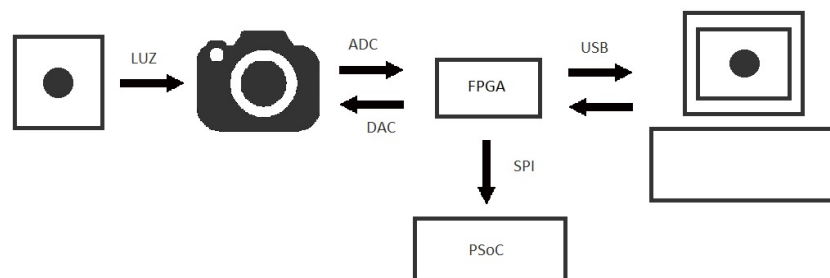 LUZ
ADC
DAC
FPGA
USB
SPI
PSoC